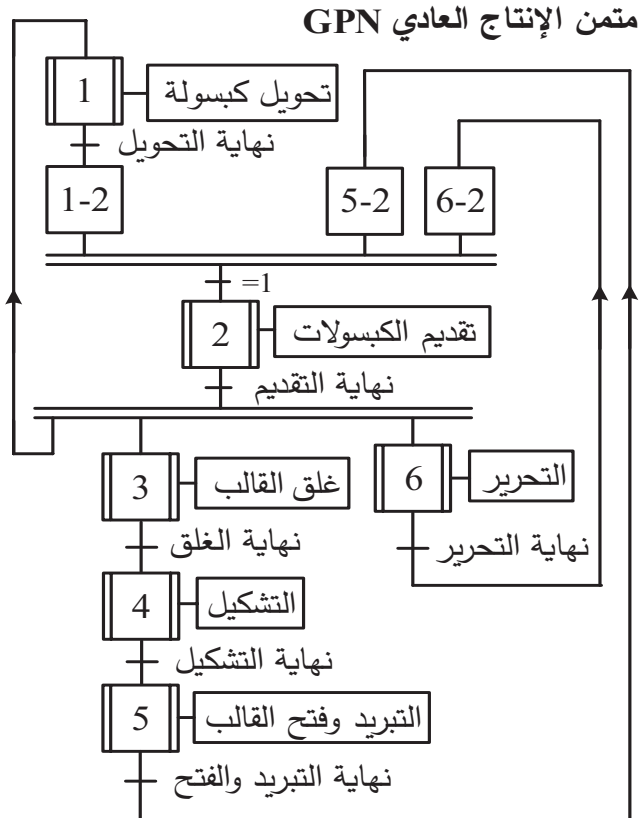 متمن الإنتاج العادي GPN
1 تحويل كبسولة
نهاية التحويل
1-2 5-2 6-2
=1
2 تقديم الكبسولات
نهاية التقديم
3 غلق القالب 6 التحرير
نهاية الغلق نهاية التحرير
4 التشكيل
نهاية التشكيل
5 التبريد وفتح القالب
نهاية التبريد والفتح